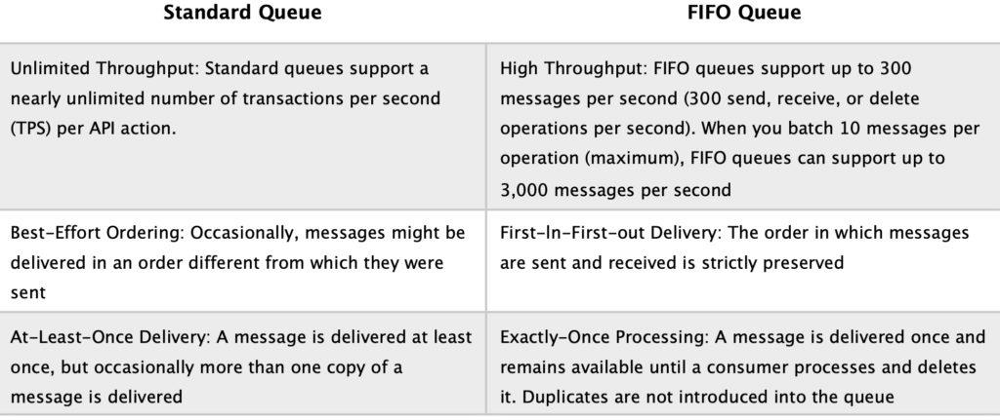 Standard Queue
FIFO Queue
Unlimited Throughput: Standard queues support a
nearly unlimited number of transactions per second
(TPS) per API action.
High Throughput: FIFO queues support up to 300
messages per second (300 send, receive, or delete
operations per second). When you batch 10 messages per
operation (maximum), FIFO queues can support up to
3,000 messages per second
Best-Effort Ordering: Occasionally, messages might be
delivered in an order different from which they were
sent
First-In-First-out Delivery: The order in which messages
are sent and received is strictly preserved
At-Least-Once Delivery: A message is delivered at least
once, but occasionally more than one copy of a
message is delivered
Exactly-Once Processing: A message is delivered once and
remains available until a consumer processes and deletes
it. Duplicates are not introduced into the queue